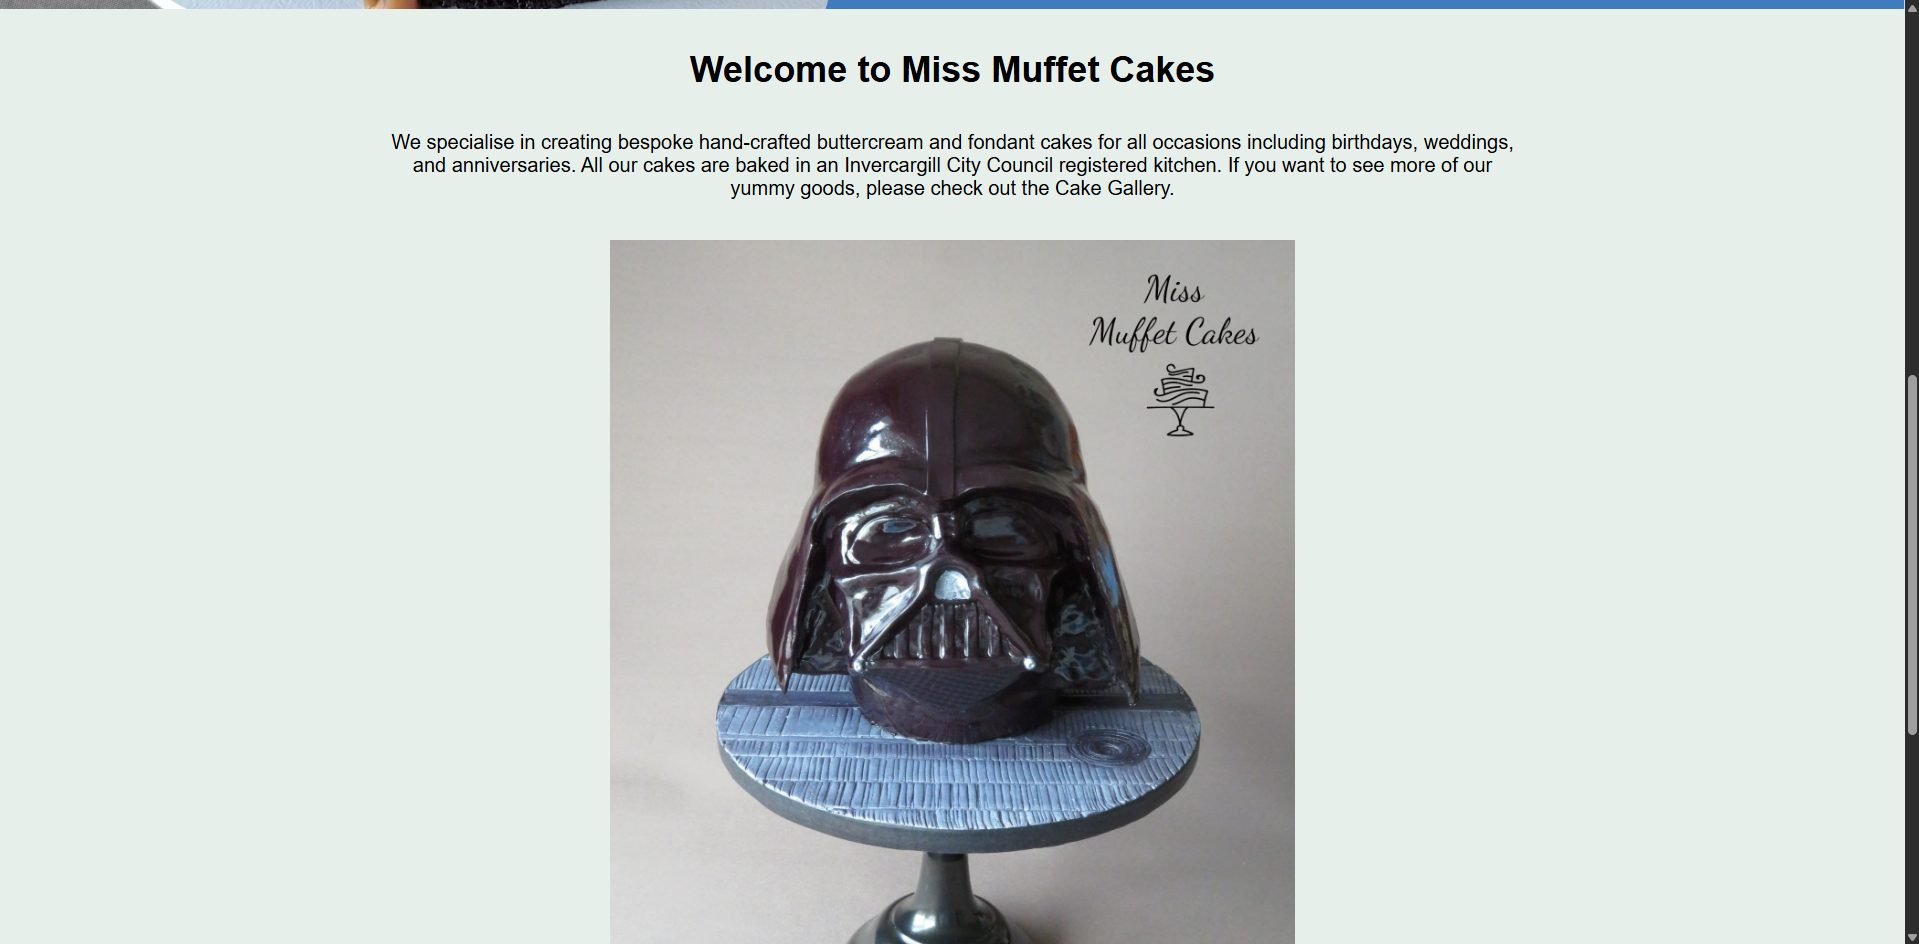 Welcome to Miss Muffet Cakes
We specialise in creating bespoke hand-crafted buttercream and fondant cakes for all occasions including birthdays, weddings,
and anniversaries. All our cakes are baked in an Invercargill City Council registered kitchen. If you want to see more of our
yummy goods, please check out the Cake Gallery.
Miss
Muffet Cakes